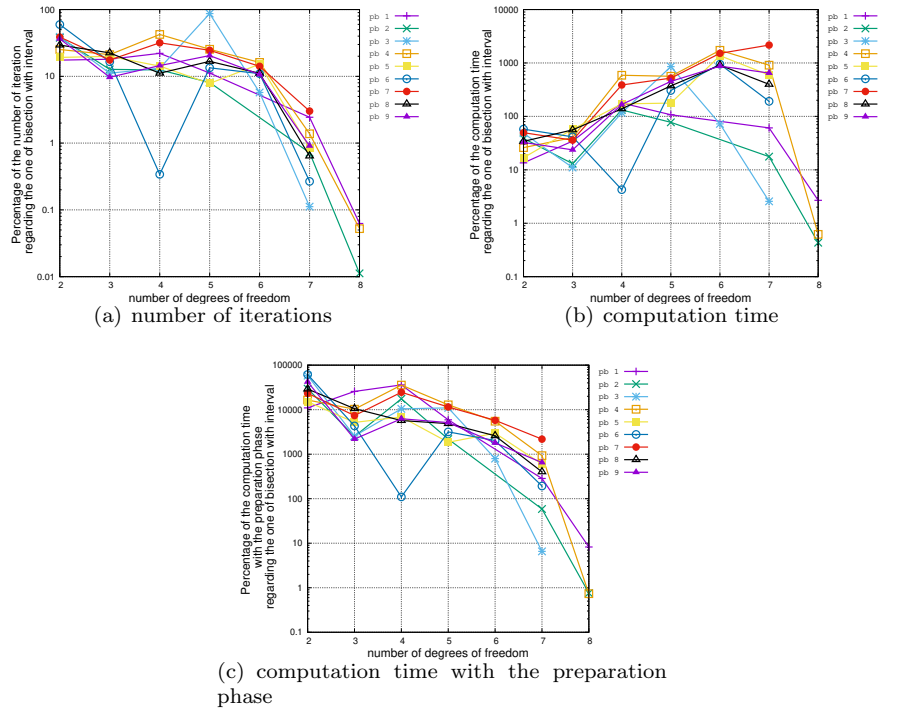 Percentage of the number of iteration
regarding the one of bisection with interval
100
10
1
0.1
0.01
2 3 4 5 6 7 8
number of degrees of freedom
pb 1
pb 2
pb 3
pb 4
pb 5
pb 6
pb 7
pb 8
pb 9
(a) number of iterations
Percentage of the computation time
regarding the one of bisection with interval
10000
1000
100
10
1
0.1
2 3 4 5 6 7 8
number of degrees of freedom
pb 1
pb 2
pb 3
pb 4
pb 5
pb 6
pb 7
pb 8
pb 9
(b) computation time
Percentage of the computation time
with the preparation phase
regarding the one of bisection with interval
100000
10000
1000
100
10
1
0.1
2 3 4 5 6 7 8
number of degrees of freedom
pb 1
pb 2
pb 3
pb 4
pb 5
pb 6
pb 7
pb 8
pb 9
(c) computation time with the preparation
phase